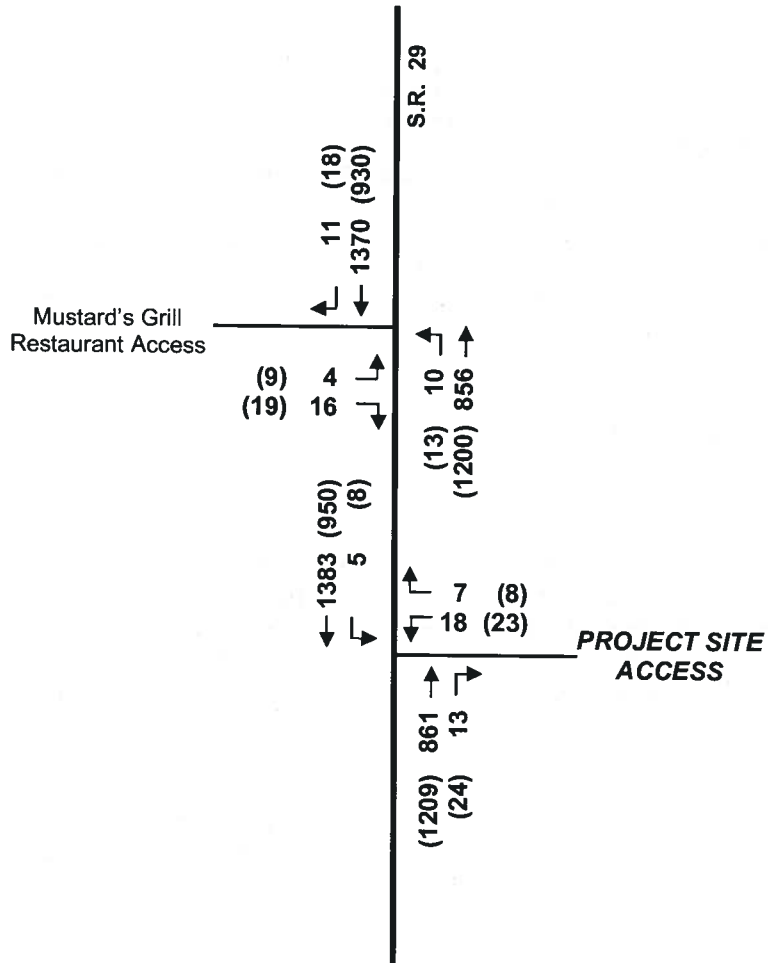 S.R. 29
11 (18)
1370 (930)
Mustard's Grill
Restaurant Access
(9) 4
(19) 16
(13) 10
(1200) 856
1383 (950)
5 (8)
7 (8)
18 (23)
PROJECT SITE
ACCESS
(1209) 861
(24) 13